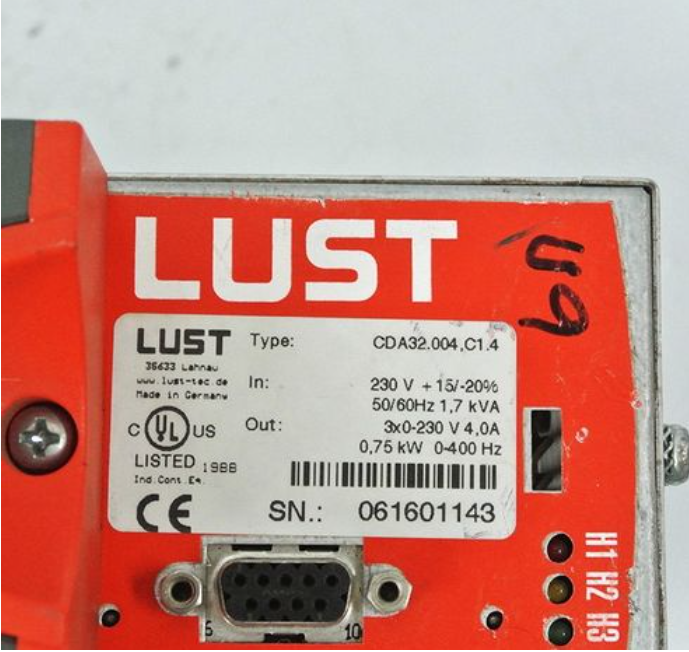 LUST
LUST
35633 Lahnau
www.lust-tec.de
Made in Germany
C UL US
LISTED 1988
Ind.Cont.Eq.
CE
Type: CDA32.004,C1.4
In: 230 V +15/-20%
50/60Hz 1,7 kVA
Out: 3x0-230 V 4,0A
0,75 kW 0-400 Hz
SN.: 061601143
H1 H2 H3
10